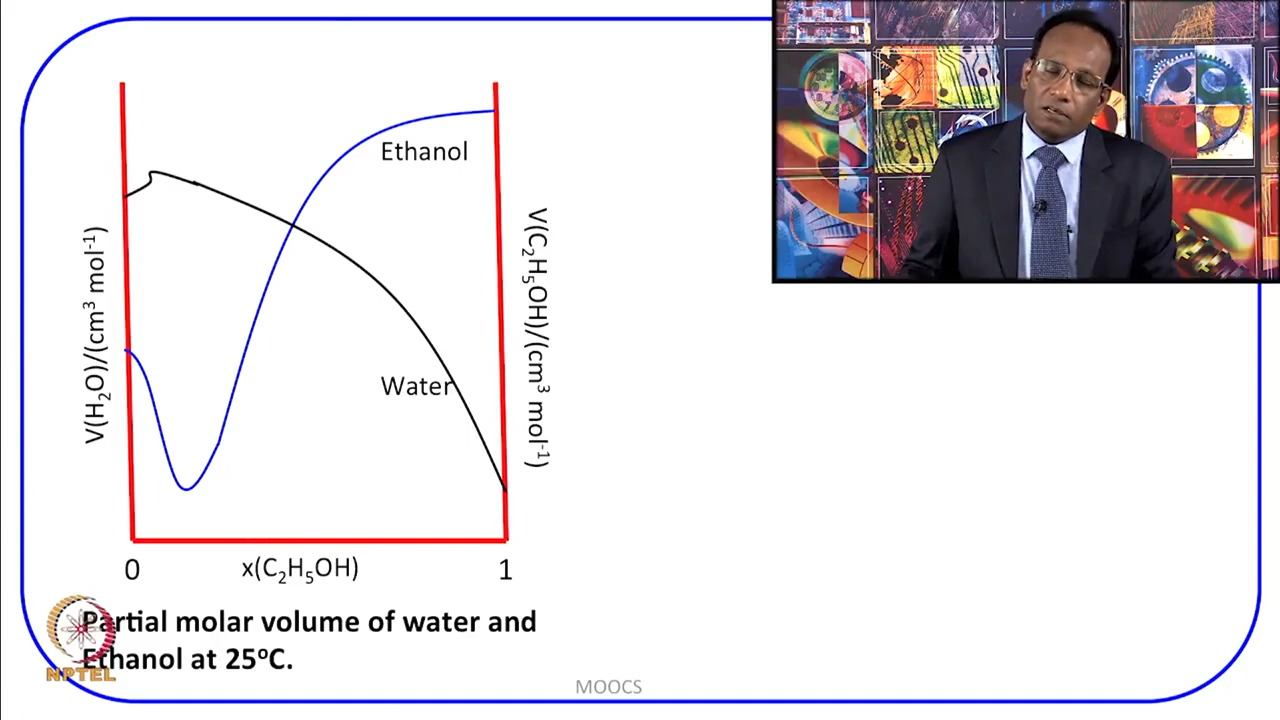 Ethanol
V(H₂O)/(cm³ mol⁻¹)
V(C₂H₅OH)/(cm³ mol⁻¹)
Water
0
x(C₂H₅OH)
1
Partial molar volume of water and
Ethanol at 25ºC.
NPTEL
MOOCS